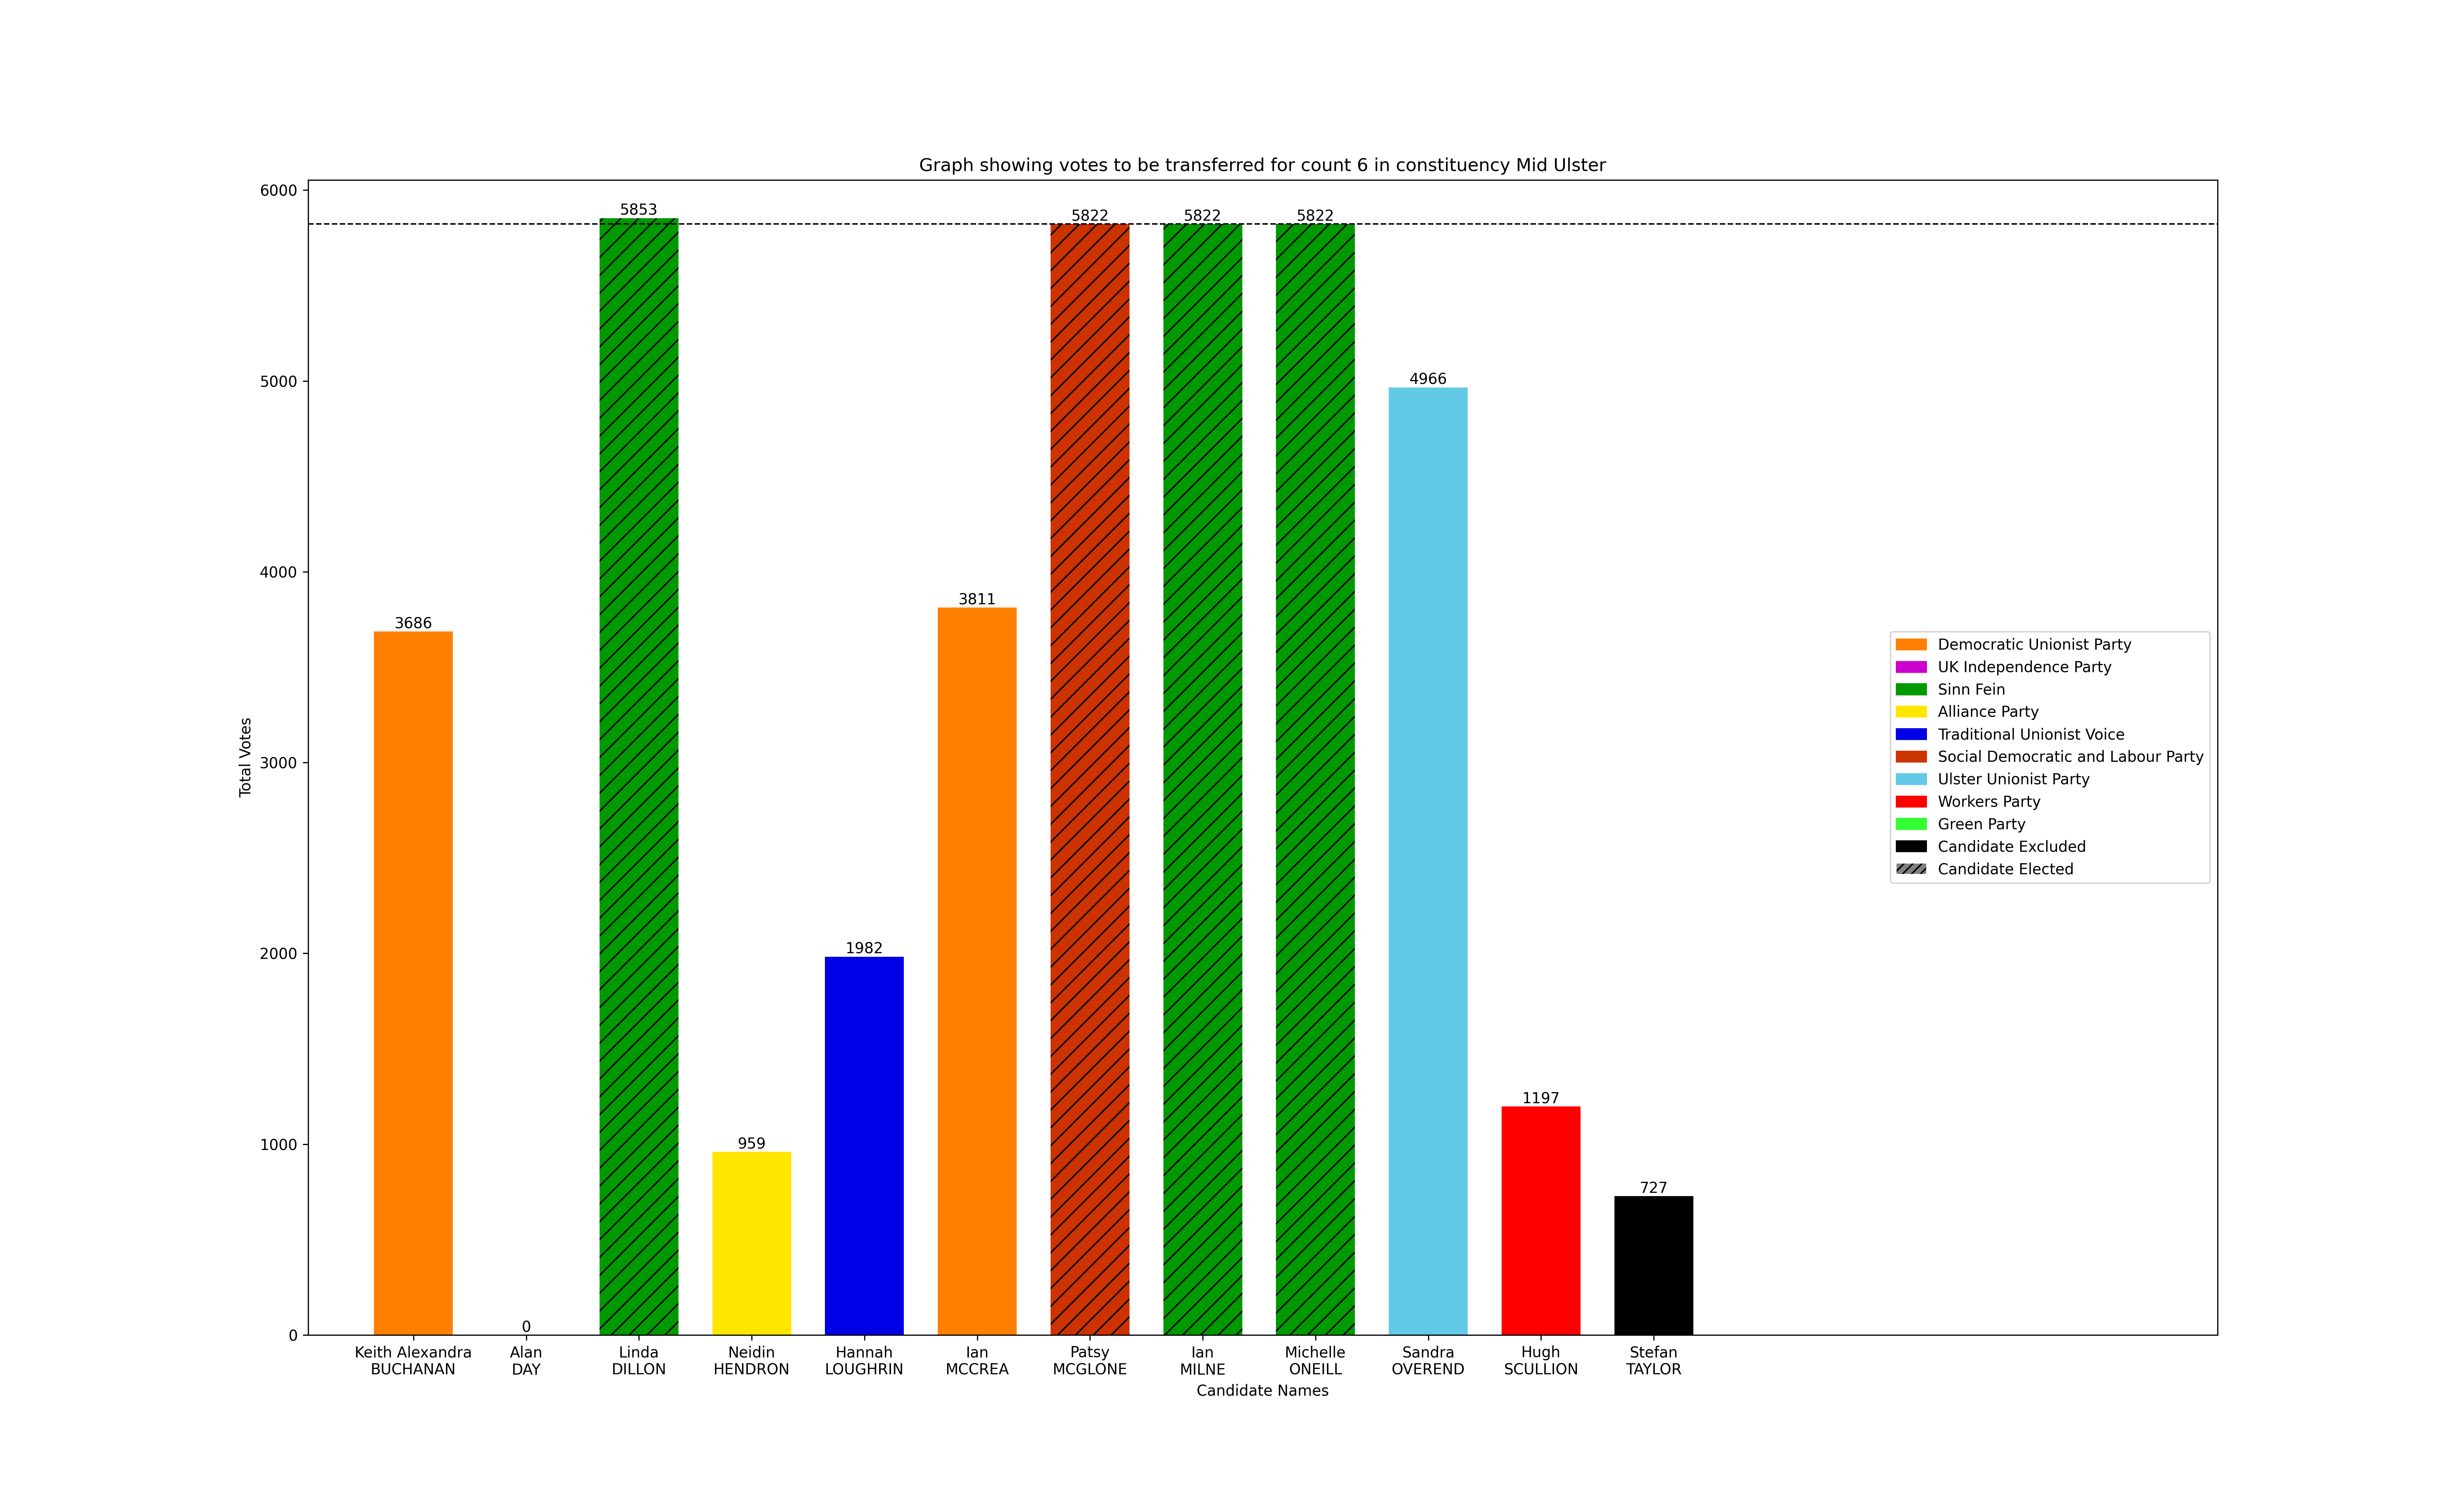 Graph showing votes to be transferred for count 6 in constituency Mid Ulster
6000
5000
4000
3000
2000
1000
0
Total Votes
3686
0
5853
959
1982
3811
5822
5822
5822
4966
1197
727
Democratic Unionist Party
UK Independence Party
Sinn Fein
Alliance Party
Traditional Unionist Voice
Social Democratic and Labour Party
Ulster Unionist Party
Workers Party
Green Party
Candidate Excluded
Candidate Elected
Keith Alexandra
BUCHANAN
Alan
DAY
Linda
DILLON
Neidin
HENDRON
Hannah
LOUGHRIN
Ian
MCCREA
Patsy
MCGLONE
Ian
MILNE
Michelle
ONEILL
Sandra
OVEREND
Hugh
SCULLION
Stefan
TAYLOR
Candidate Names